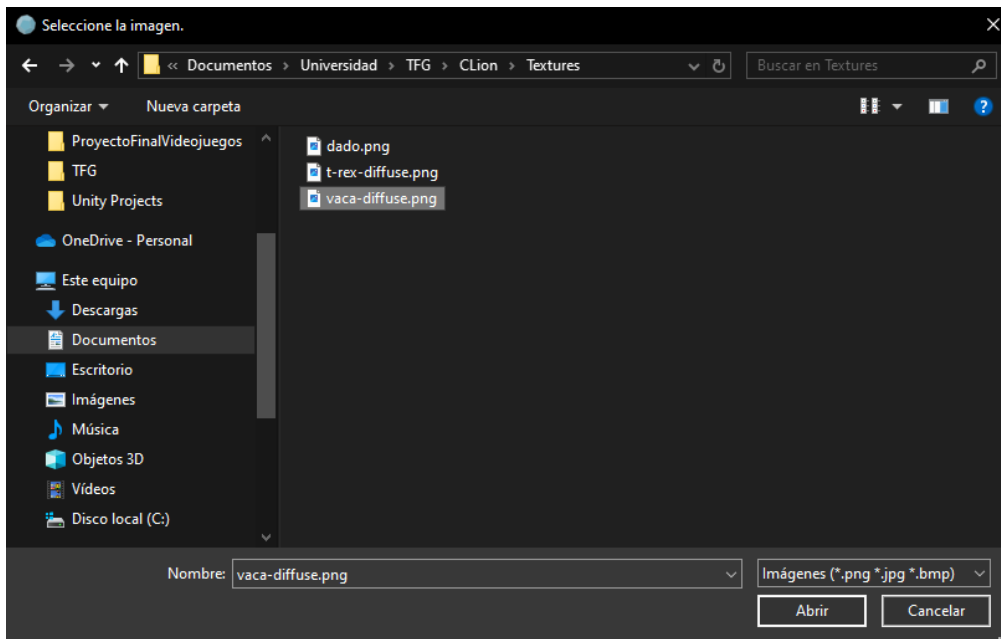 Seleccione la imagen.
« Documentos > Universidad > TFG > CLion > Textures
Buscar en Textures
Organizar
Nueva carpeta
ProyectoFinalVideojuegos
TFG
Unity Projects
OneDrive - Personal
Este equipo
Descargas
Documentos
Escritorio
Imágenes
Música
Objetos 3D
Vídeos
Disco local (C:)
dado.png
t-rex-diffuse.png
vaca-diffuse.png
Nombre: vaca-diffuse.png
Imágenes (*.png *.jpg *.bmp)
Abrir
Cancelar